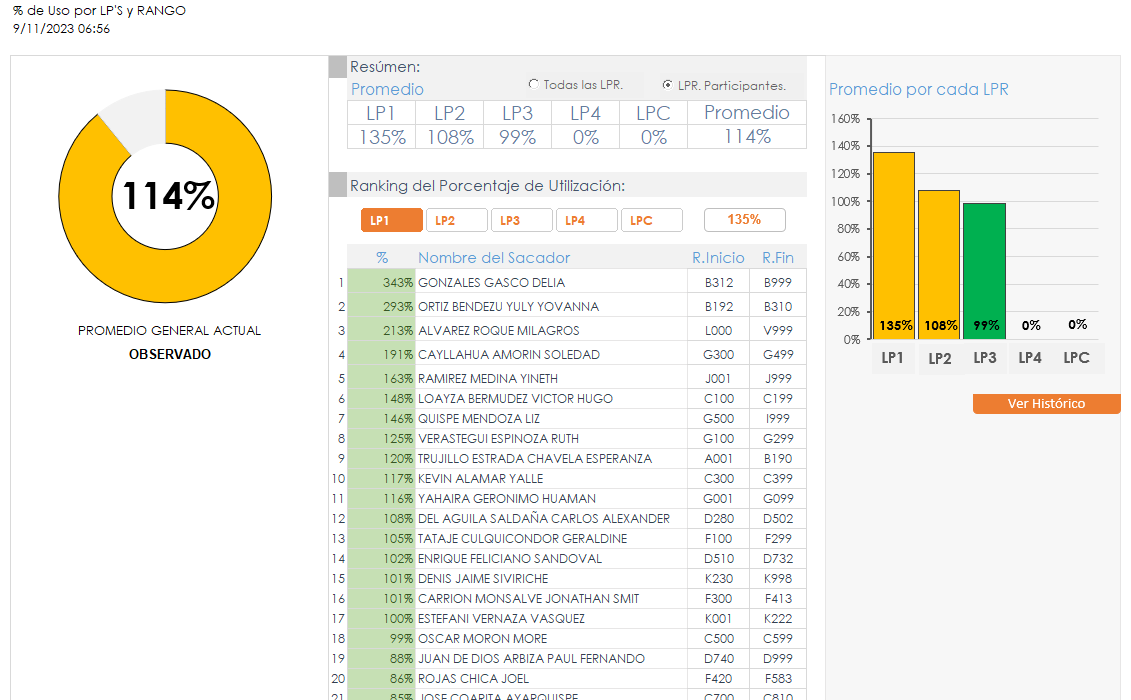 % de Uso por LP'S y RANGO
9/11/2023 06:56
114%
PROMEDIO GENERAL ACTUAL
OBSERVADO
Resúmen:
Promedio
Todas las LPR.
LPR. Participantes.
LP1 LP2 LP3 LP4 LPC Promedio
135% 108% 99% 0% 0% 114%
Ranking del Porcentaje de Utilización:
LP1 LP2 LP3 LP4 LPC 135%
% Nombre del Sacador R.Inicio R.Fin
1 343% GONZALES GASCO DELIA B312 B999
2 293% ORTIZ BENDEZU YULY YOVANNA B192 B310
3 213% ALVAREZ ROQUE MILAGROS L000 V999
4 191% CAYLLAHUA AMORIN SOLEDAD G300 G499
5 163% RAMIREZ MEDINA YINETH J001 J999
6 148% LOAYZA BERMUDEZ VICTOR HUGO C100 C199
7 146% QUISPE MENDOZA LIZ G500 I999
8 125% VERASTEGUI ESPINOZA RUTH G100 G299
9 120% TRUJILLO ESTRADA CHAVELA ESPERANZA A001 B190
10 117% KEVIN ALAMAR YALLE C300 C399
11 116% YAHAIRA GERONIMO HUAMAN G001 G099
12 108% DEL AGUILA SALDAÑA CARLOS ALEXANDER D280 D502
13 105% TATAJE CULQUICONDOR GERALDINE F100 F299
14 102% ENRIQUE FELICIANO SANDOVAL D510 D732
15 101% DENIS JAIME SIVIRICHE K230 K998
16 101% CARRION MONSALVE JONATHAN SMIT F300 F413
17 100% ESTEFANI VERNAZA VASQUEZ K001 K222
18 99% OSCAR MORON MORE C500 C599
19 88% JUAN DE DIOS ARBIZA PAUL FERNANDO D740 D999
20 86% ROJAS CHICA JOEL F420 F583
21 85% JOSE COARITA AYARQUISPE C700 C810
Promedio por cada LPR
160%
140%
120%
100%
80%
60%
40%
20%
0%
135% 108% 99% 0% 0%
LP1 LP2 LP3 LP4 LPC
Ver Histórico